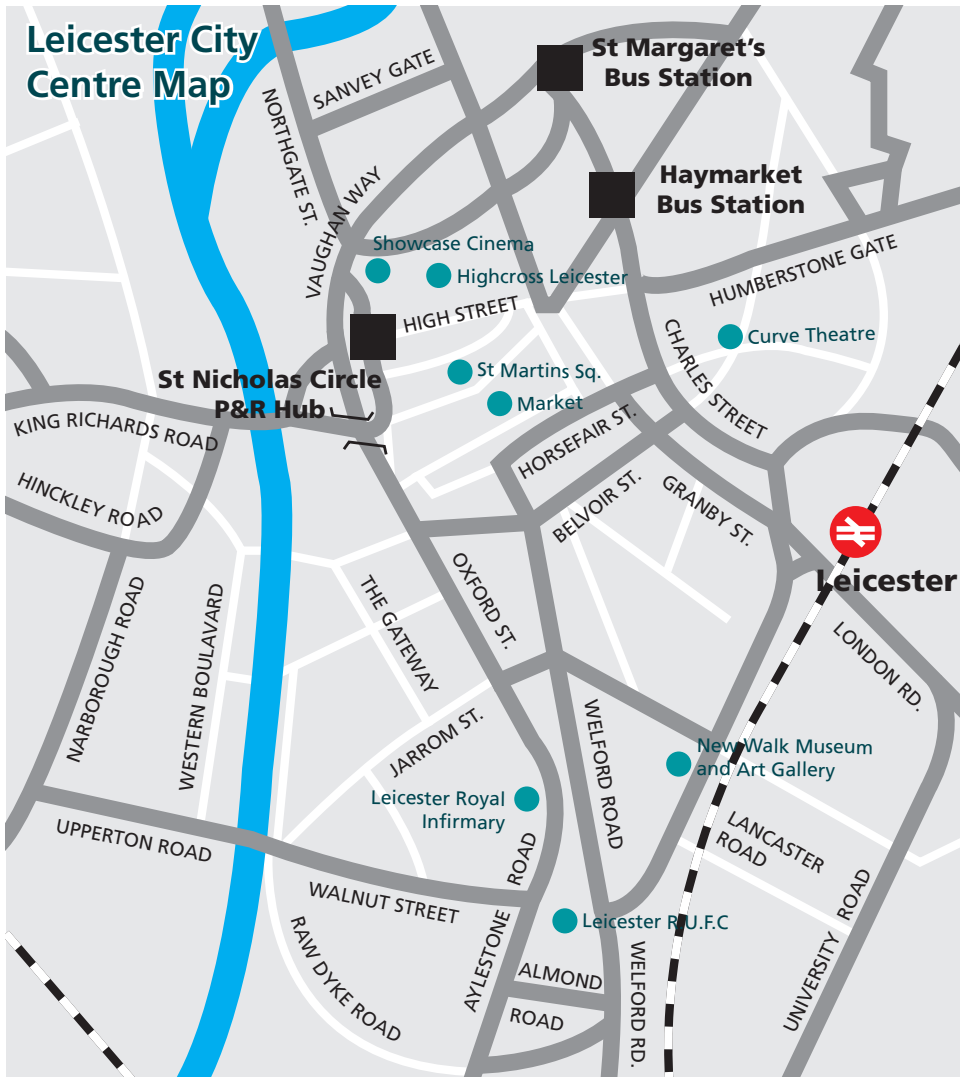 Leicester City
Centre Map
St Margaret's
Bus Station
SANVEY GATE
NORTHGATE ST.
Haymarket
Bus Station
VAUGHAN WAY
Showcase Cinema
Highcross Leicester
HUMBERSTONE GATE
HIGH STREET
CHARLES STREET
Curve Theatre
St Nicholas Circle
P&R Hub
St Martins Sq.
Market
KING RICHARDS ROAD
HORSEFAIR ST.
HINCKLEY ROAD
BELVOIR ST.
GRANBY ST.
Leicester
OXFORD ST.
THE GATEWAY
NARBOROUGH ROAD
WESTERN BOULAVARD
LONDON RD.
JARROM ST.
WELFORD ROAD
New Walk Museum
and Art Gallery
Leicester Royal
Infirmary
UPPERTON ROAD
LANCASTER
ROAD
WALNUT STREET
AYLESTONE ROAD
UNIVERSITY ROAD
Leicester R.U.F.C
RAW DYKE ROAD
ALMOND
ROAD
WELFORD RD.